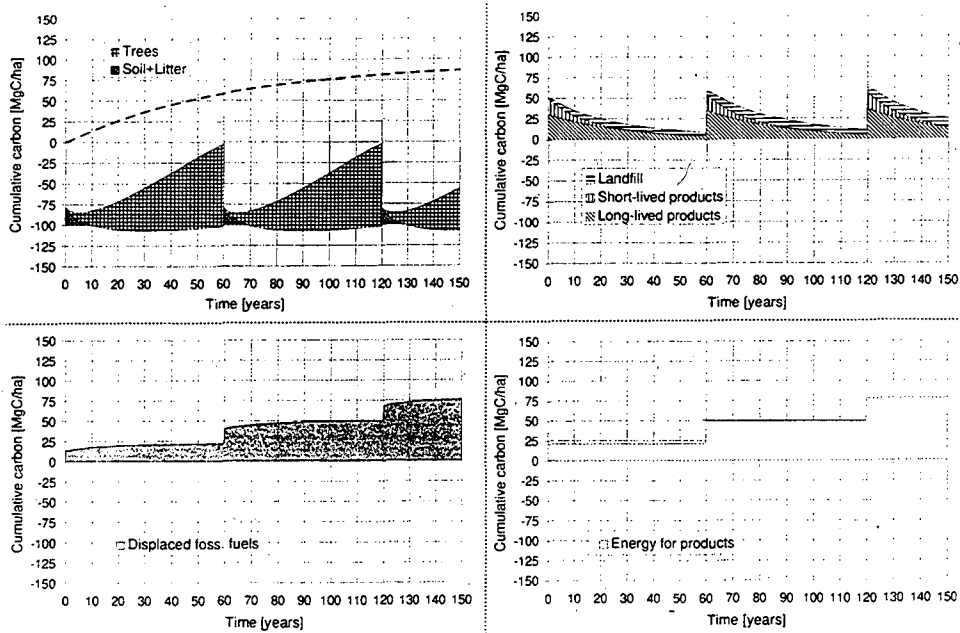 Cumulative carbon [MgC/ha]
150
125
100
75
50
25
0
-25
-50
-75
-100
-125
-150
Trees
Soil+Litter
0 10 20 30 40 50 60 70 80 90 100 110 120 130 140 150
Time [years]
Cumulative carbon [MgC/ha]
150
125
100
75
50
25
0
-25
-50
-75
-100
-125
-150
Landfill
Short-lived products
Long-lived products
0 10 20 30 40 50 60 70 80 90 100 110 120 130 140 150
Time [years]
Cumulative carbon [MgC/ha]
150
125
100
75
50
25
0
-25
-50
-75
-100
-125
-150
Displaced foss. fuels
0 10 20 30 40 50 60 70 80 90 100 110 120 130 140 150
Time [years]
Cumulative carbon [MgC/ha]
150
125
100
75
50
25
0
-25
-50
-75
-100
-125
-150
Energy for products
0 10 20 30 40 50 60 70 80 90 100 110 120 130 140 150
Time [years]